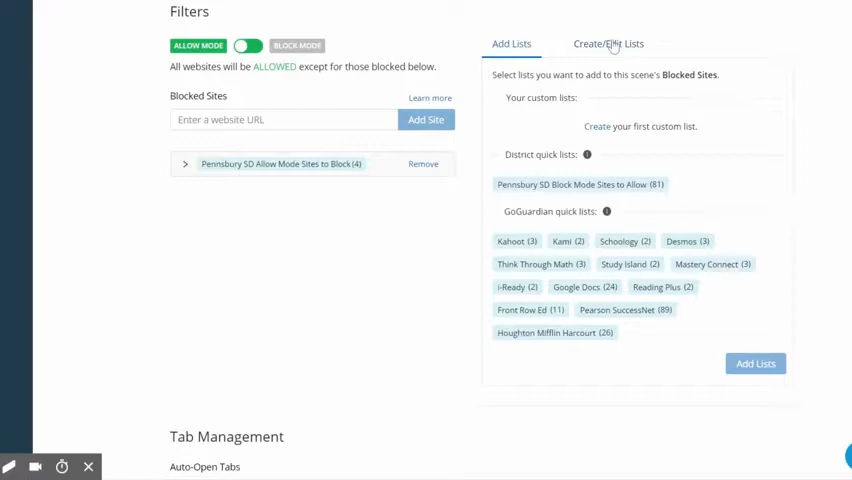 Filters
ALLOW MODE BLOCK MODE
All websites will be ALLOWED except for those blocked below.
Blocked Sites Learn more
Enter a website URL Add Site
Pennsbury SD Allow Mode Sites to Block (4) Remove
Add Lists Create/Edit Lists
Select lists you want to add to this scene's Blocked Sites.
Your custom lists:
Create your first custom list.
District quick lists:
Pennsbury SD Block Mode Sites to Allow (81)
GoGuardian quick lists:
Kahoot (3) Kami (2) Schoology (2) Desmos (3)
Think Through Math (3) Study Island (2) Mastery Connect (3)
i-Ready (2) Google Docs (24) Reading Plus (2)
Front Row Ed (11) Pearson SuccessNet (89)
Houghton Mifflin Harcourt (26)
Add Lists
Tab Management
Auto-Open Tabs